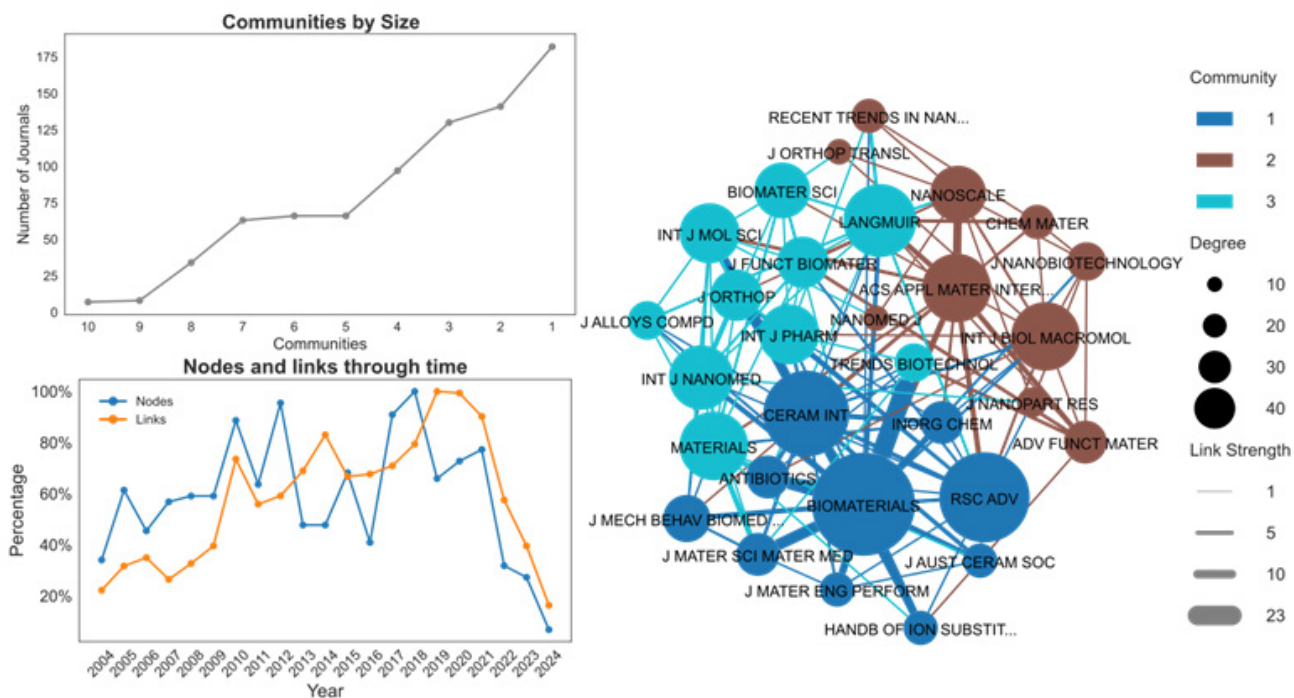 Communities by Size
Number of Journals
175
150
125
100
75
50
25
0
10 9 8 7 6 5 4 3 2 1
Communities
Nodes and links through time
Percentage
100%
80%
60%
40%
20%
Nodes
Links
2004 2005 2006 2007 2008 2009 2010 2011 2012 2013 2014 2015 2016 2017 2018 2019 2020 2021 2022 2023 2024
Year
RECENT TRENDS IN NAN...
J ORTHOP TRANSL
BIOMATER SCI
NANOSCALE
LANGMUIR
CHEM MATER
INT J MOL SCI
J FUNCT BIOMATER
J NANOBIOTECHNOLOGY
ACS APPL MATER INTER...
J ORTHOP
J ALLOYS COMPD
NANOMED J
INT J PHARM
INT J BIOL MACROMOL
TRENDS BIOTECHNOL
INT J NANOMED
J NANOPART RES
CERAM INT
INORG CHEM
ADV FUNCT MATER
MATERIALS
ANTIBIOTICS
RSC ADV
BIOMATERIALS
J MECH BEHAV BIOMED ...
J MATER SCI MATER MED
J AUST CERAM SOC
J MATER ENG PERFORM
HANDB OF ION SUBSTIT...
Community
1
2
3
Degree
10
20
30
40
Link Strength
1
5
10
23